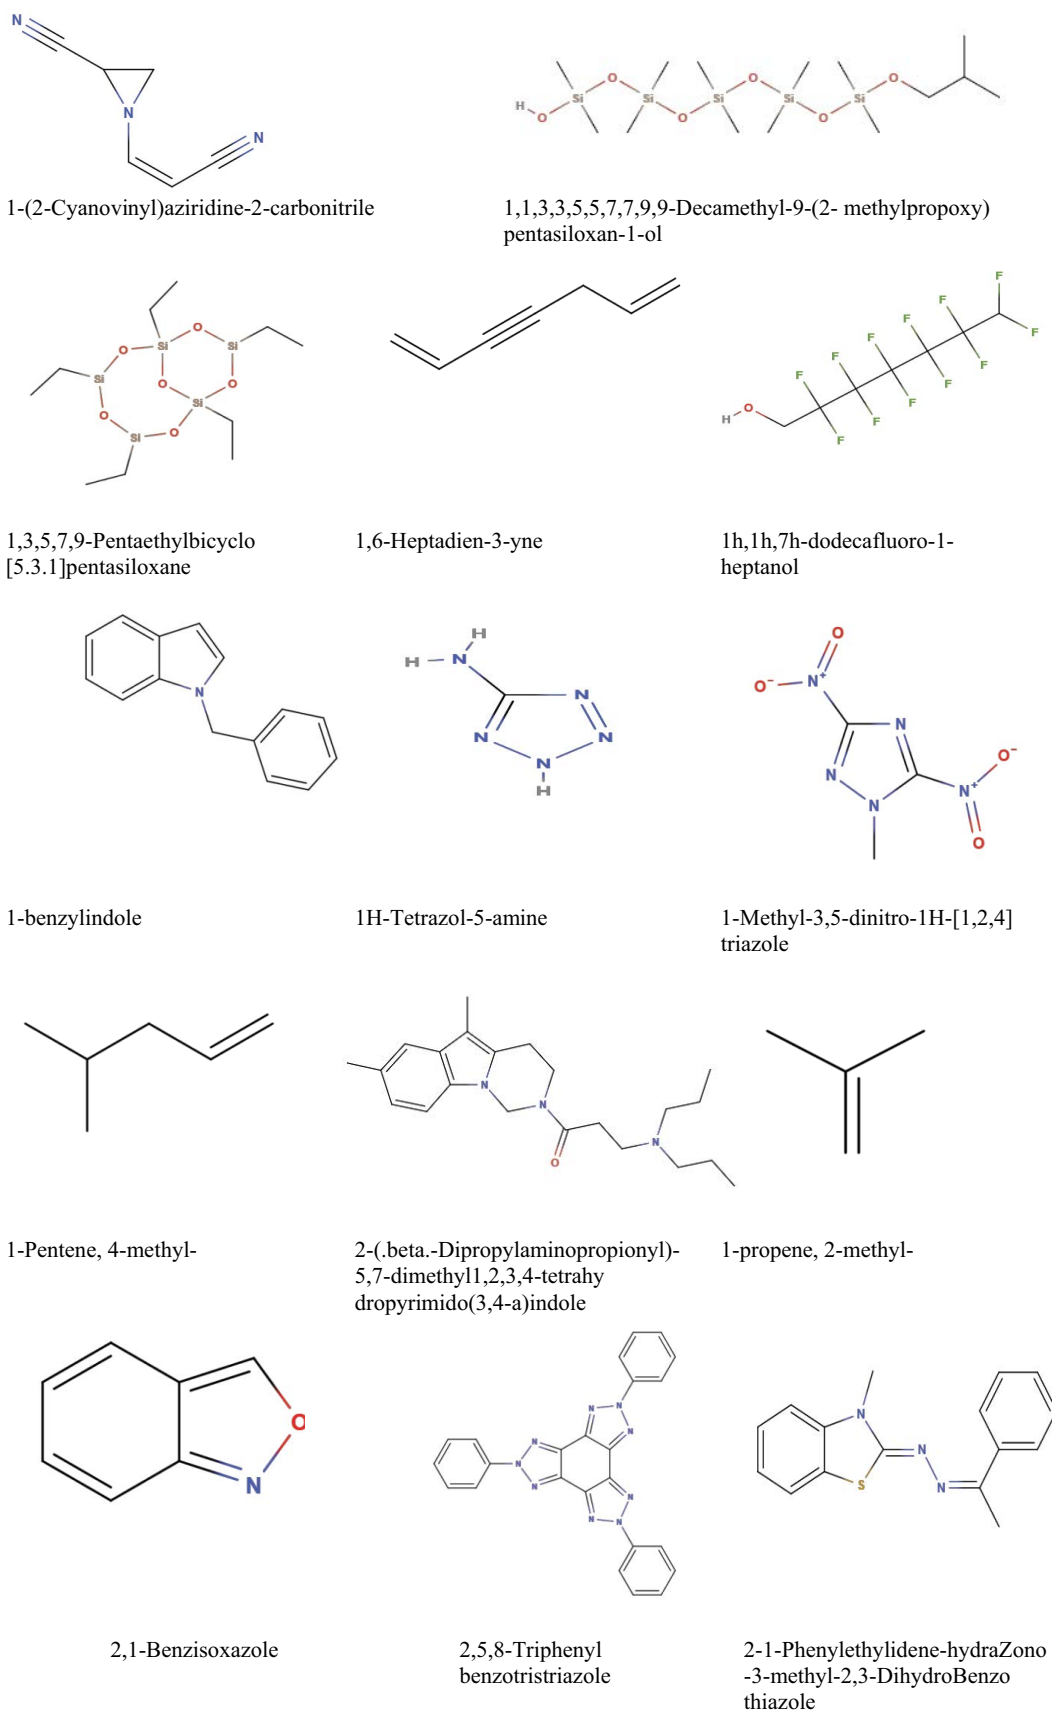 1-(2-Cyanovinyl)aziridine-2-carbonitrile
1,1,3,3,5,5,7,7,9,9-Decamethyl-9-(2- methylpropoxy)
pentasiloxan-1-ol
1,3,5,7,9-Pentaethylbicyclo
[5.3.1]pentasiloxane
1,6-Heptadien-3-yne
1h,1h,7h-dodecafluoro-1-
heptanol
1-benzylindole
1H-Tetrazol-5-amine
1-Methyl-3,5-dinitro-1H-[1,2,4]
triazole
1-Pentene, 4-methyl-
2-(.beta.-Dipropylaminopropionyl)-
5,7-dimethyl1,2,3,4-tetrahy
dropyrimido(3,4-a)indole
1-propene, 2-methyl-
2,1-Benzisoxazole
2,5,8-Triphenyl
benzotristriazole
2-1-Phenylethylidene-hydraZono
-3-methyl-2,3-DihydroBenzo
thiazole